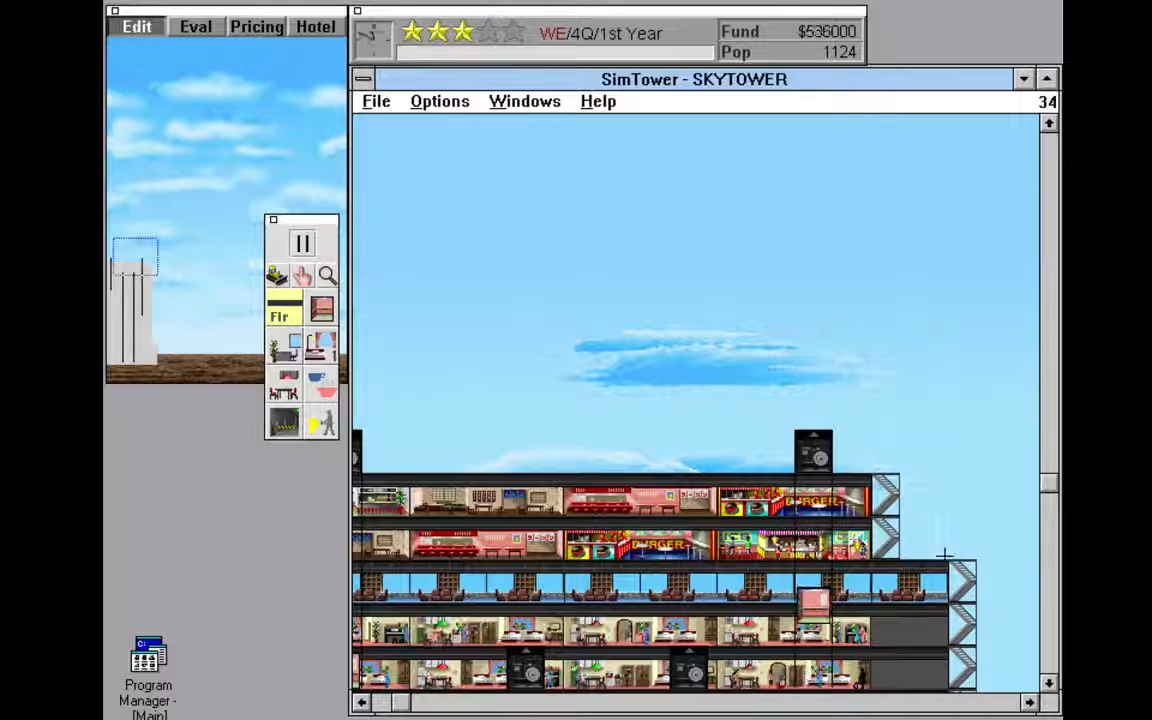 Edit Eval Pricing Hotel
WE/4Q/1st Year
Fund $536000
Pop 1124
SimTower - SKYTOWER
File Options Windows Help
34
Flr
1
BURGER
BURGER
Program
Manager -
[Main]